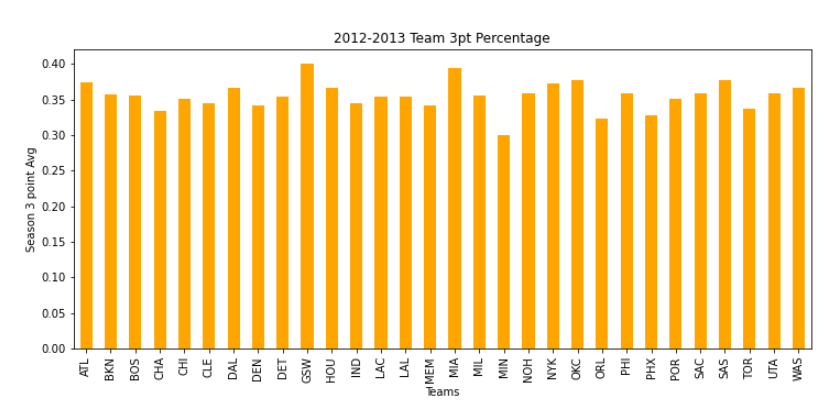 2012-2013 Team 3pt Percentage
Season 3 point Avg
0.40
0.35
0.30
0.25
0.20
0.15
0.10
0.05
0.00
ATL BKN BOS CHA CHI CLE DAL DEN DET GSW HOU IND LAC LAL MEM MIA MIL MIN NOH NYK OKC ORL PHI PHX POR SAC SAS TOR UTA WAS
Teams